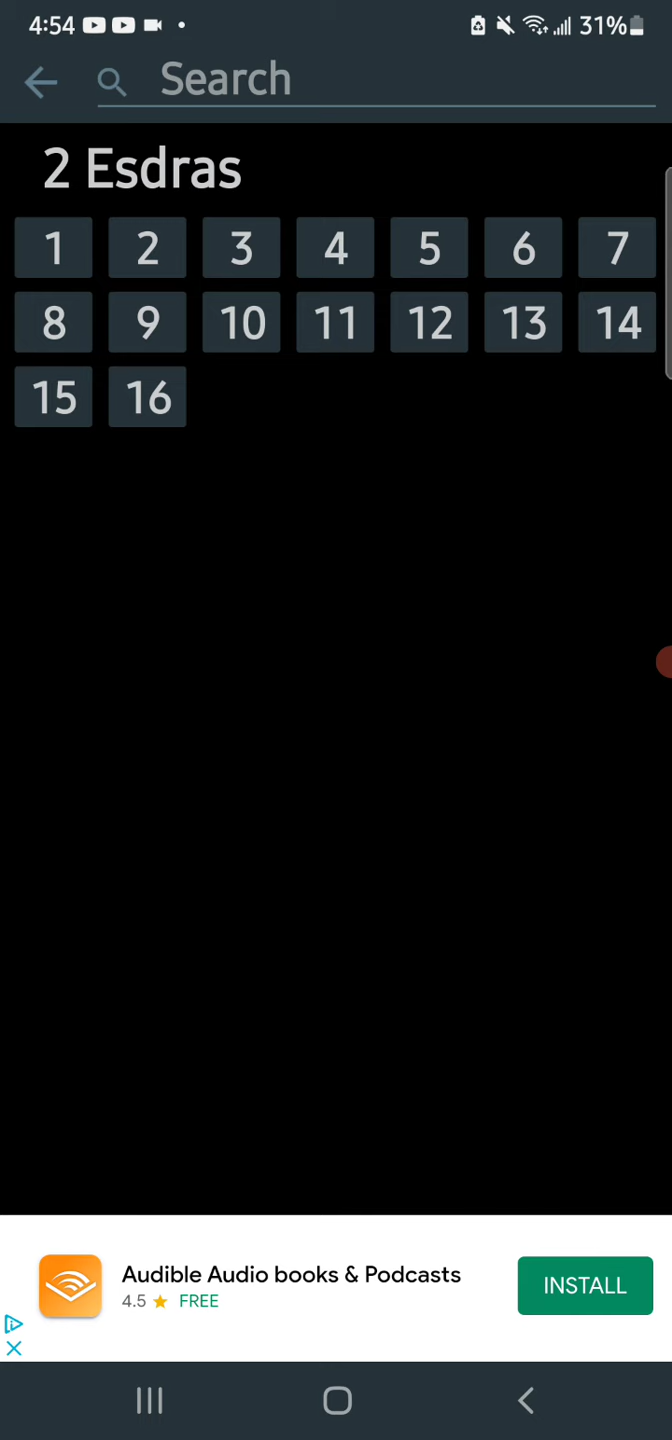 4:54 31%
Search
2 Esdras
1 2 3 4 5 6 7
8 9 10 11 12 13 14
15 16
Audible Audio books & Podcasts
4.5 ★ FREE
INSTALL